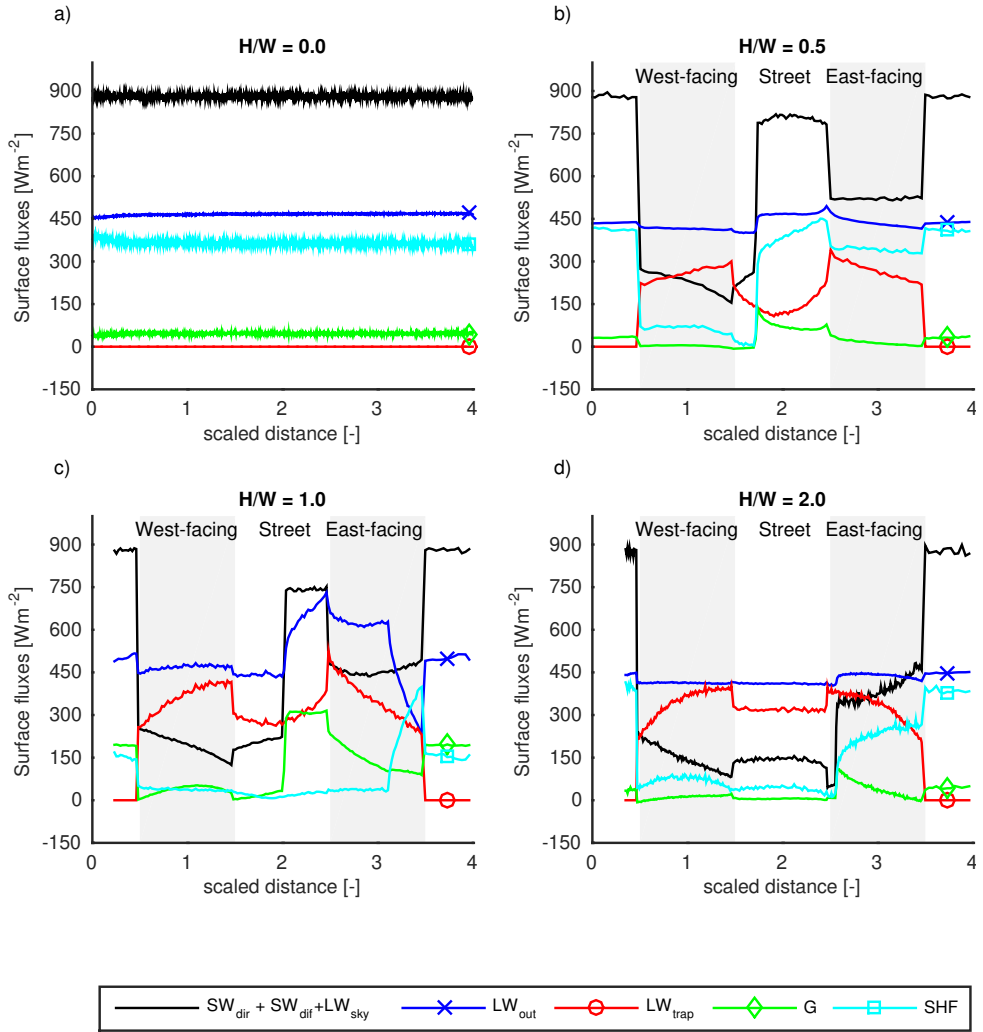 a)
H/W = 0.0
900
750
600
450
300
150
0
-150
Surface fluxes [Wm-2]
0 1 2 3 4
scaled distance [-]
b)
H/W = 0.5
West-facing Street East-facing
900
750
600
450
300
150
0
-150
Surface fluxes [Wm-2]
0 1 2 3 4
scaled distance [-]
c)
H/W = 1.0
West-facing Street East-facing
900
750
600
450
300
150
0
-150
Surface fluxes [Wm-2]
0 1 2 3 4
scaled distance [-]
d)
H/W = 2.0
West-facing Street East-facing
900
750
600
450
300
150
0
-150
Surface fluxes [Wm-2]
0 1 2 3 4
scaled distance [-]
SWdir + SWdif+LWsky LWout LWtrap G SHF